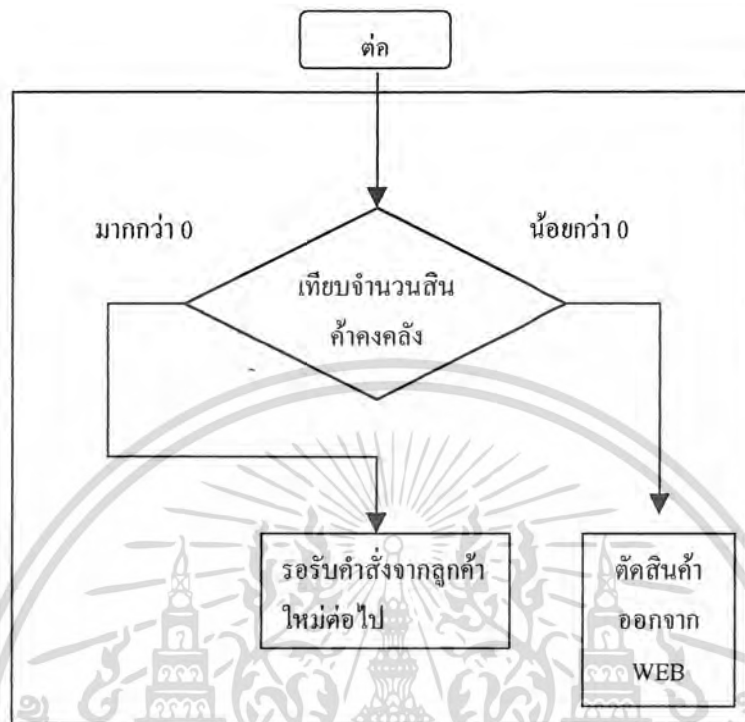 ต่อ
มากกว่า 0
น้อยกว่า 0
เทียบจำนวนสิน
ค้าคงคลัง
รอรับคำสั่งจากลูกค้า
ใหม่ต่อไป
ตัดสินค้า
ออกจาก
WEB